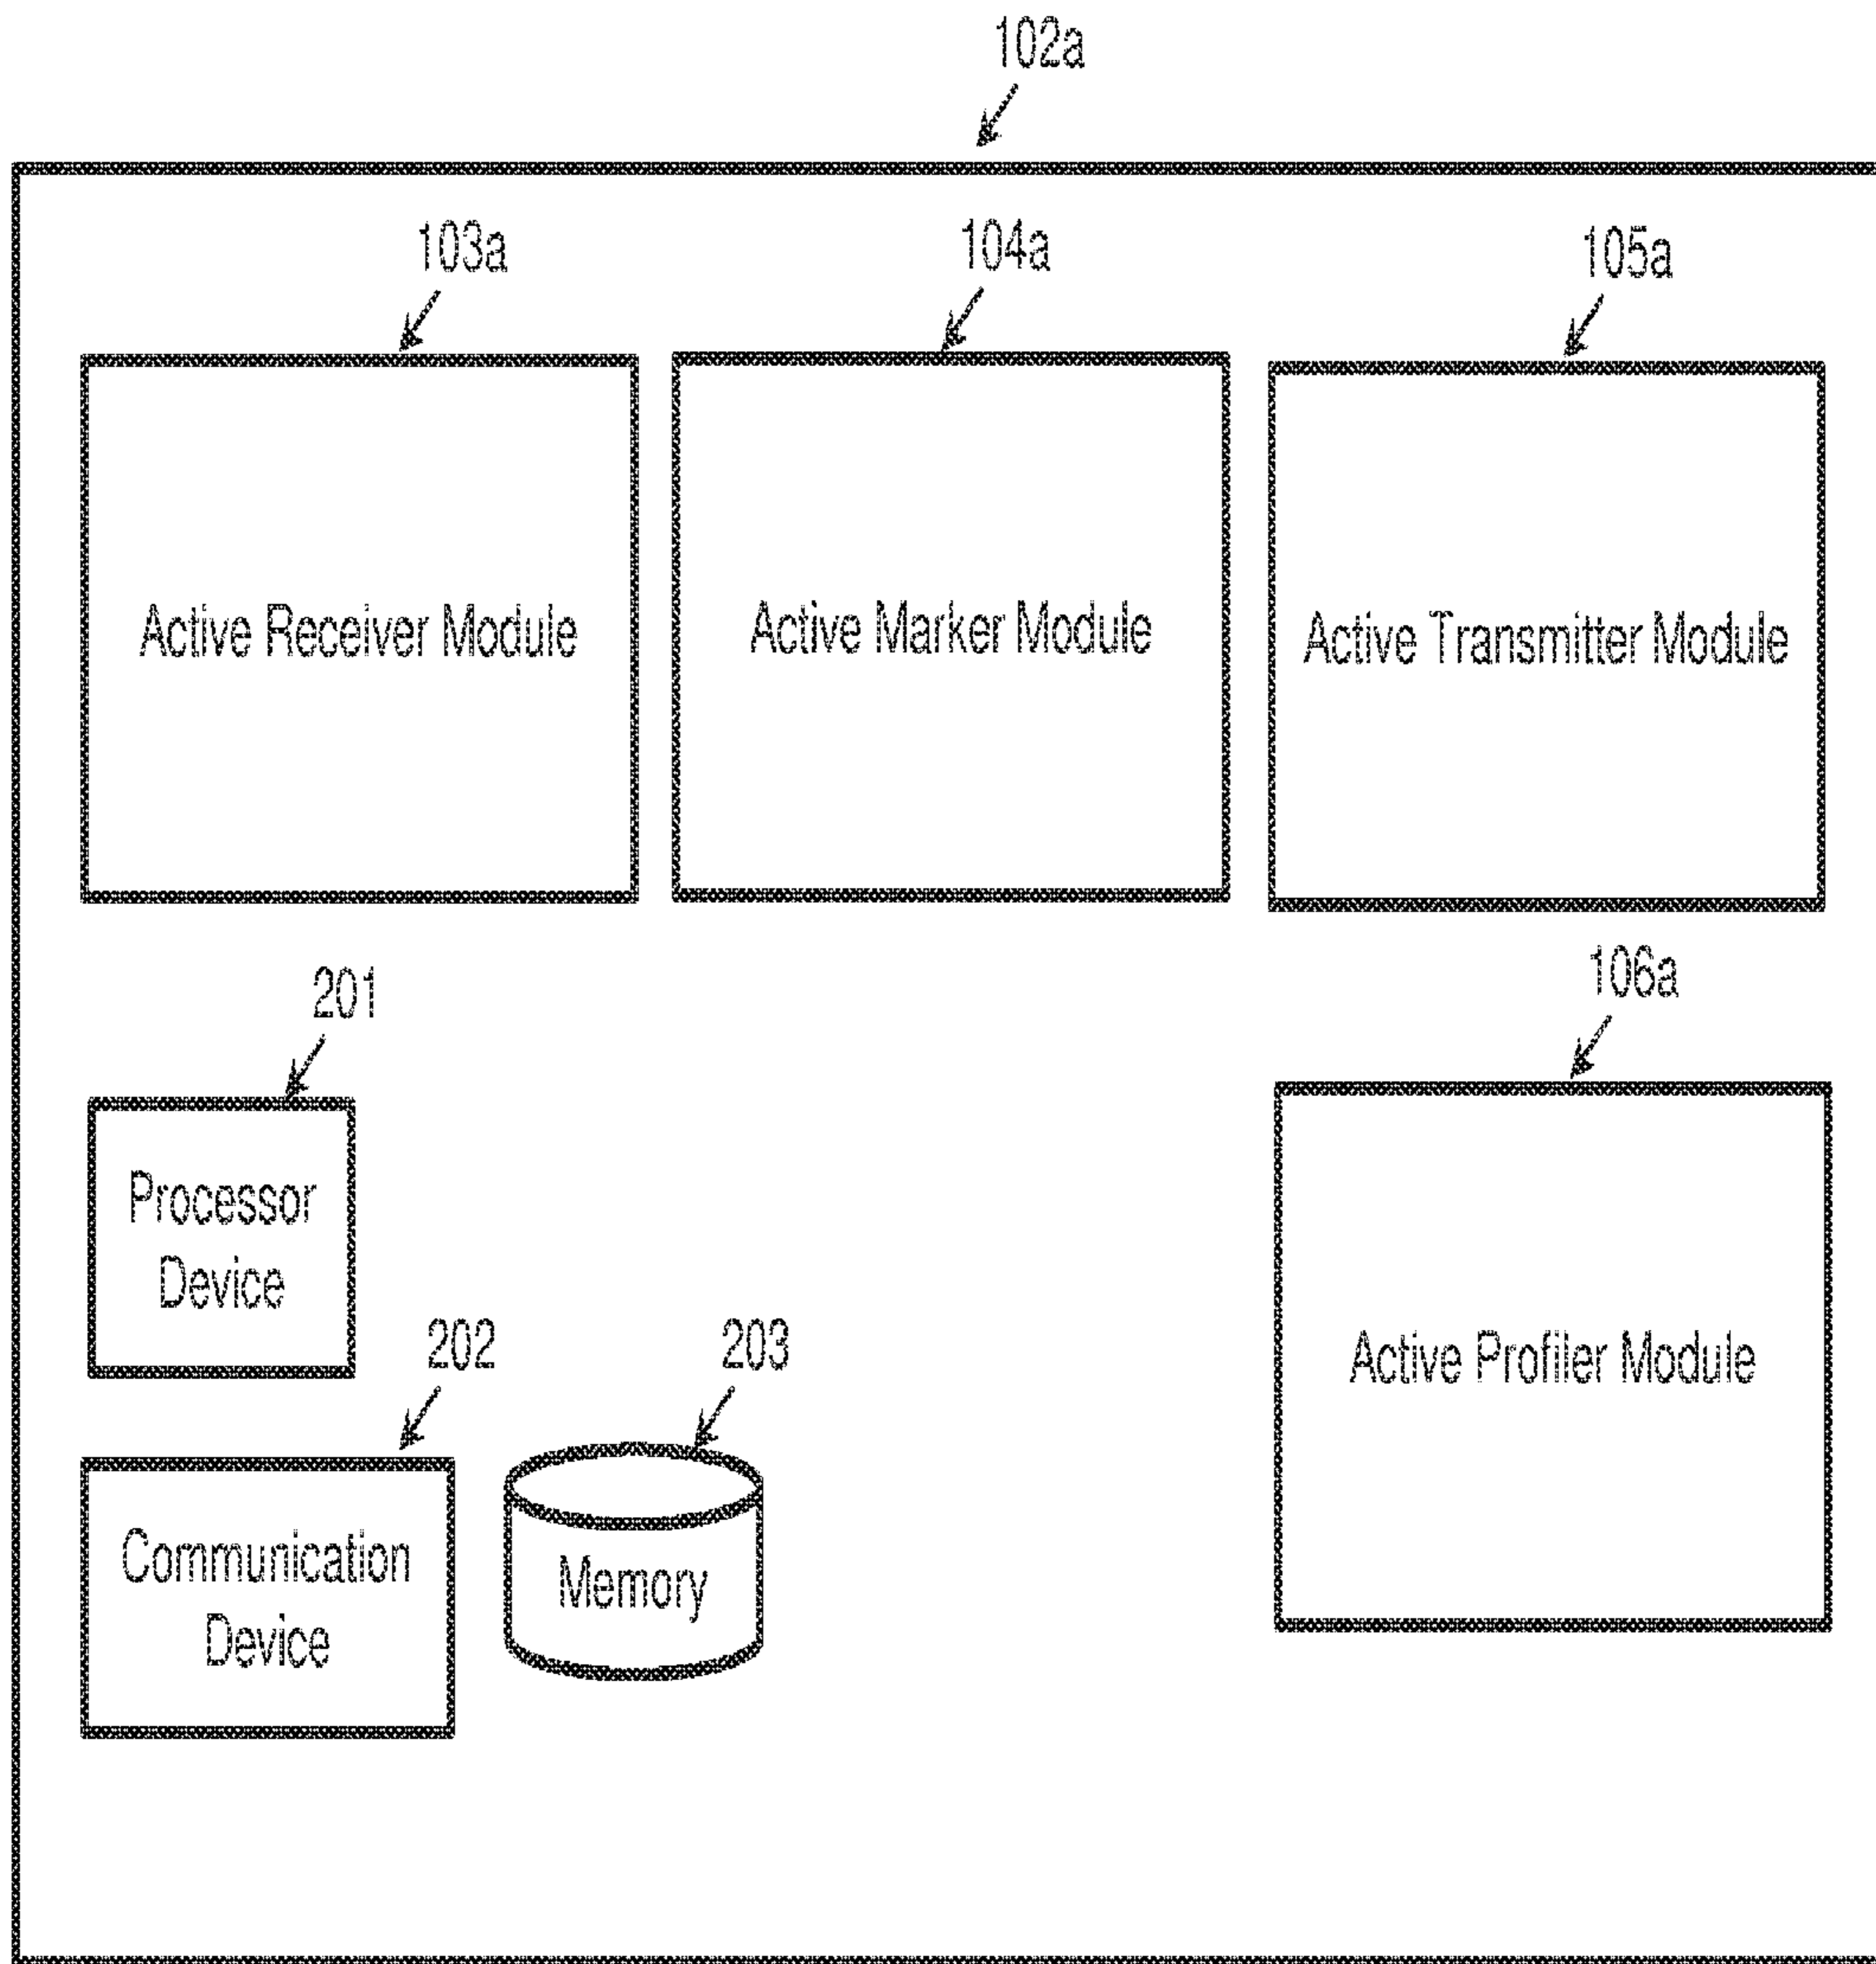 102a
103a
104a
105a
Active Receiver Module
Active Marker Module
Active Transmitter Module
201
106a
Processor
Device
202
203
Active Profiler Module
Communication
Device
Memory